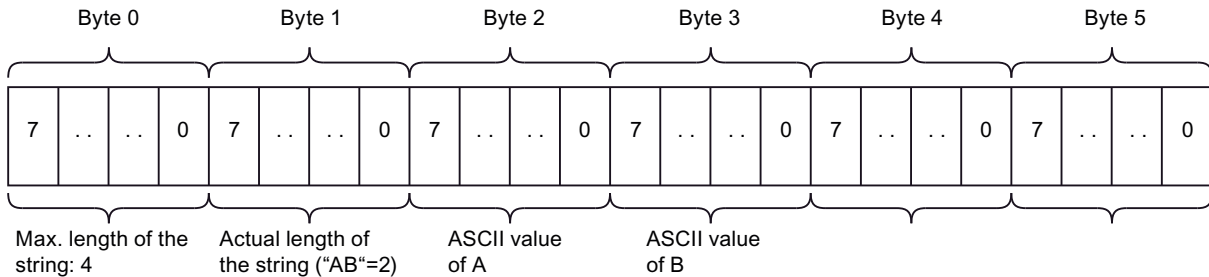 Byte 0 Byte 1 Byte 2 Byte 3 Byte 4 Byte 5
7 . . . . 0 7 . . . . 0 7 . . . . 0 7 . . . . 0 7 . . . . 0 7 . . . . 0
Max. length of the
string: 4
Actual length of
the string (“AB“=2)
ASCII value
of A
ASCII value
of B